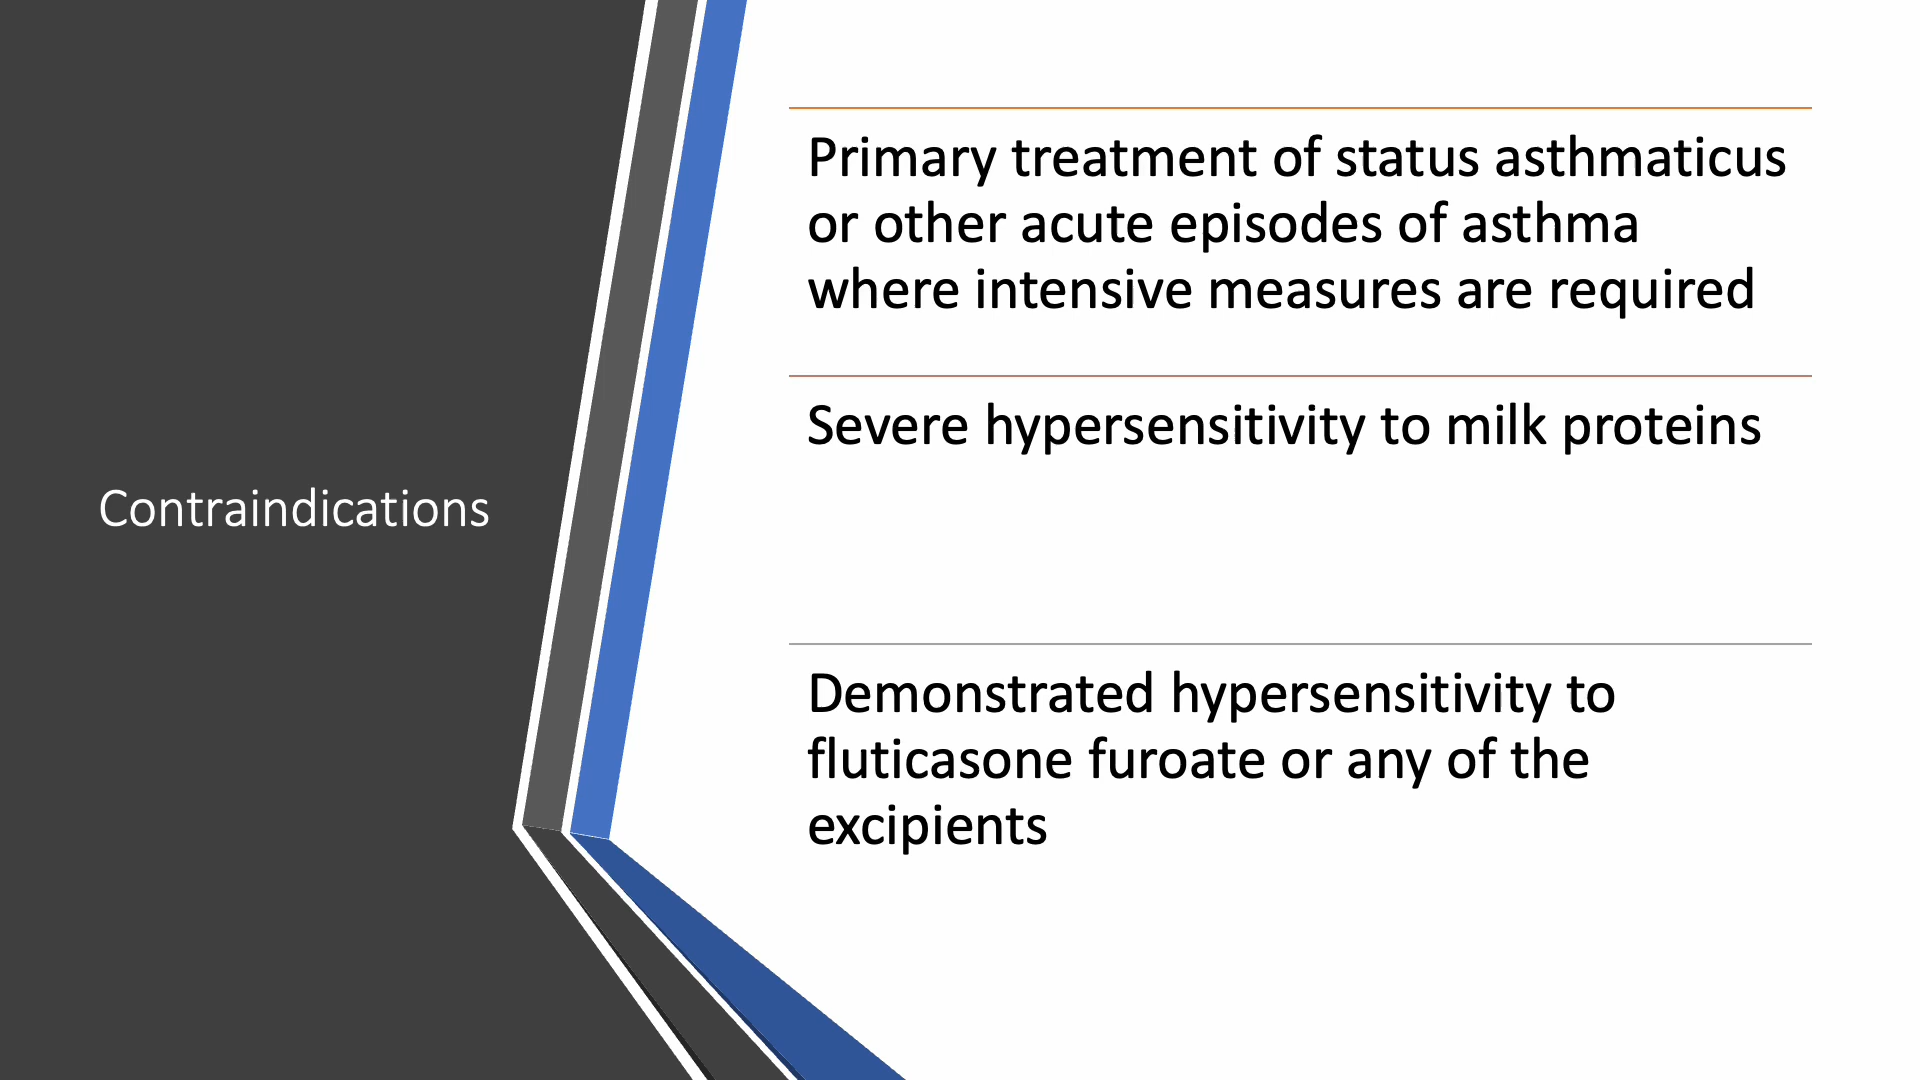 Contraindications
Primary treatment of status asthmaticus
or other acute episodes of asthma
where intensive measures are required
Severe hypersensitivity to milk proteins
Demonstrated hypersensitivity to
fluticasone furoate or any of the
excipients